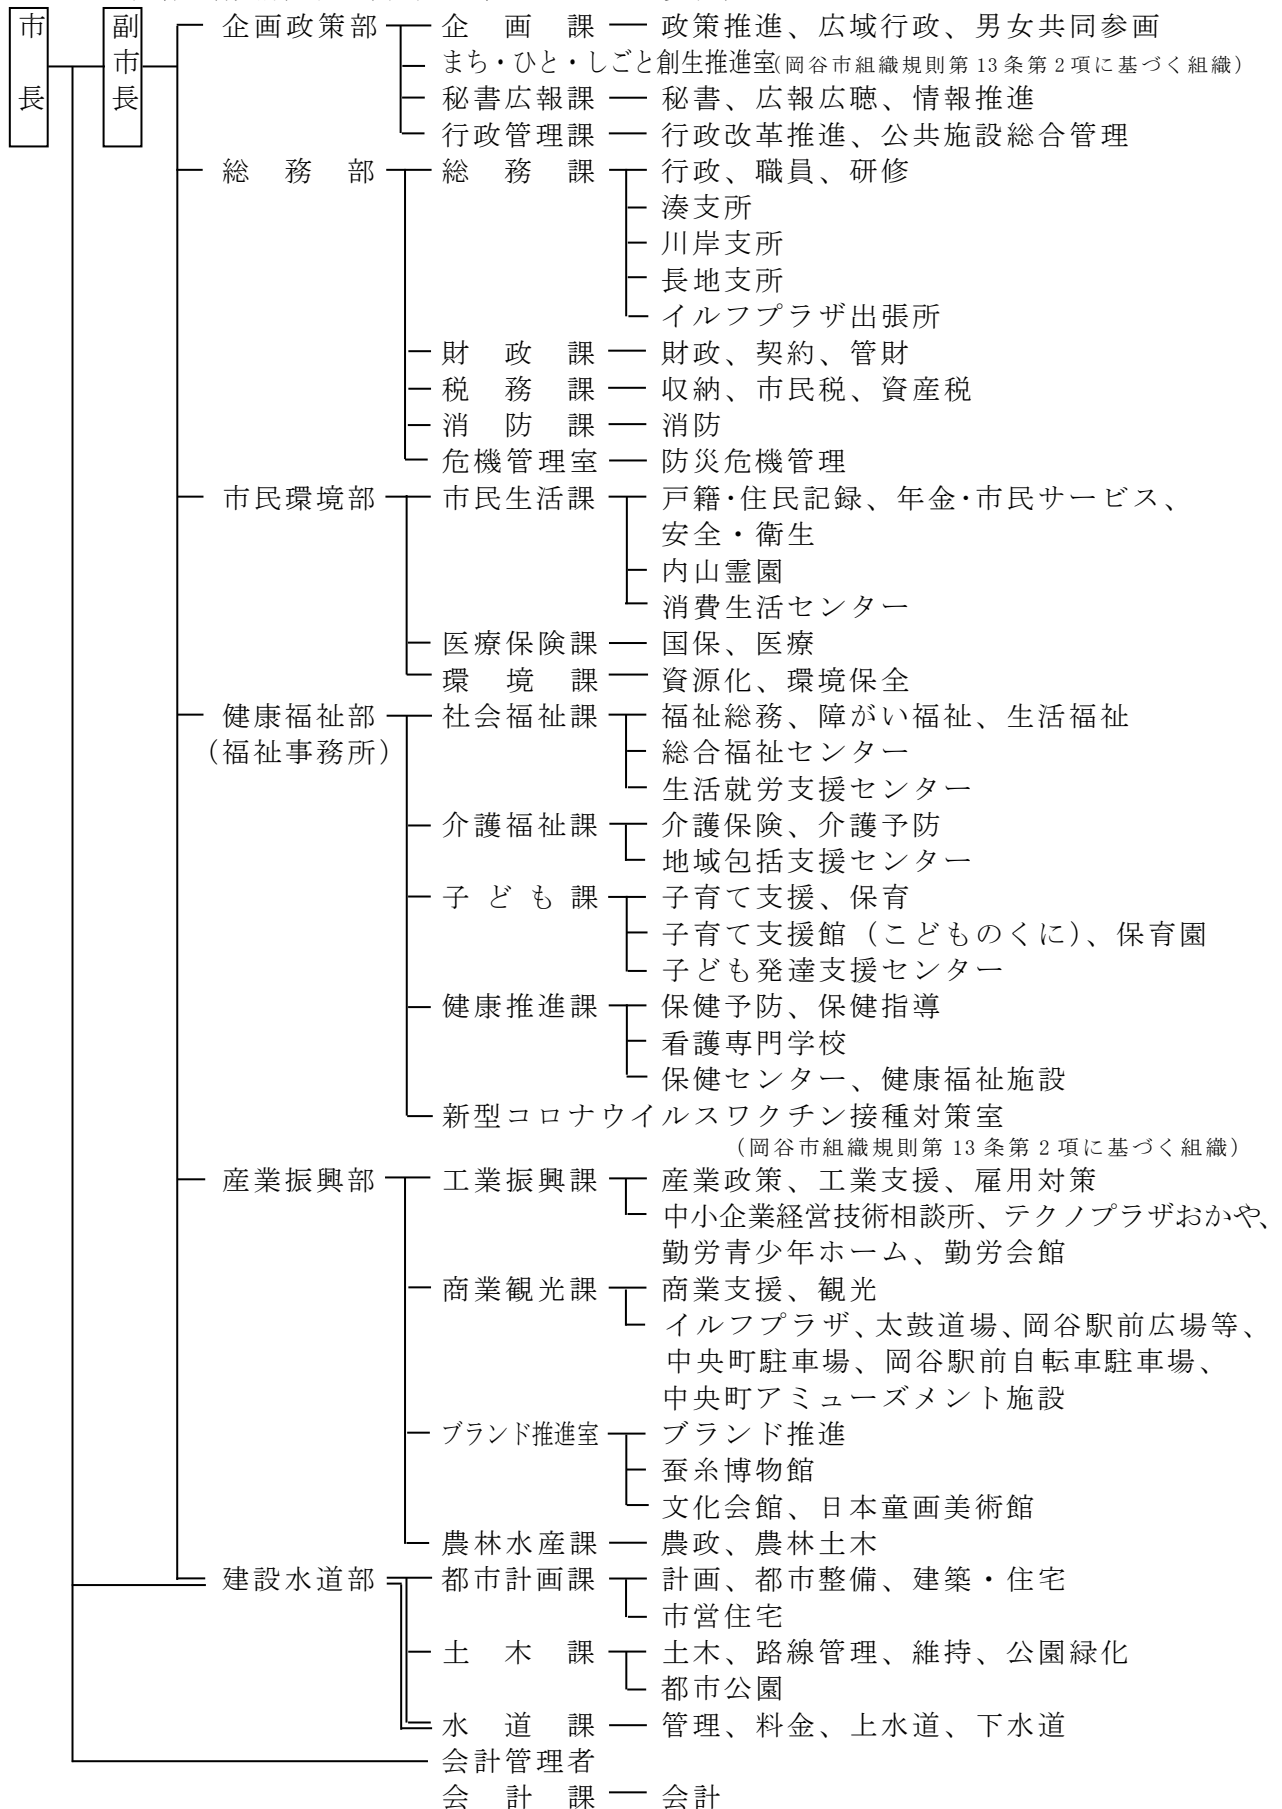 市長 副市長 企画政策部 企画課 政策推進、広域行政、男女共同参画
まち・ひと・しごと創生推進室(岡谷市組織規則第13条第2項に基づく組織)
秘書広報課 秘書、広報広聴、情報推進
行政管理課 行政改革推進、公共施設総合管理
総務部 総務課 行政、職員、研修
湊支所
川岸支所
長地支所
イルフプラザ出張所
財政課 財政、契約、管財
税務課 収納、市民税、資産税
消防課 消防
危機管理室 防災危機管理
市民環境部 市民生活課 戸籍・住民記録、年金・市民サービス、
安全・衛生
内山霊園
消費生活センター
医療保険課 国保、医療
環境課 資源化、環境保全
健康福祉部 社会福祉課 福祉総務、障がい福祉、生活福祉
(福祉事務所) 総合福祉センター
生活就労支援センター
介護福祉課 介護保険、介護予防
地域包括支援センター
子ども課 子育て支援、保育
子育て支援館(こどものくに)、保育園
子ども発達支援センター
健康推進課 保健予防、保健指導
看護専門学校
保健センター、健康福祉施設
新型コロナウイルスワクチン接種対策室
(岡谷市組織規則第13条第2項に基づく組織)
産業振興部 工業振興課 産業政策、工業支援、雇用対策
中小企業経営技術相談所、テクノプラザおかや、
勤労青少年ホーム、勤労会館
商業観光課 商業支援、観光
イルフプラザ、太鼓道場、岡谷駅前広場等、
中央町駐車場、岡谷駅前自転車駐車場、
中央町アミューズメント施設
ブランド推進室 ブランド推進
蚕糸博物館
文化会館、日本童画美術館
農林水産課 農政、農林土木
建設水道部 都市計画課 計画、都市整備、建築・住宅
市営住宅
土木課 土木、路線管理、維持、公園緑化
都市公園
水道課 管理、料金、上水道、下水道
会計管理者
会計課 会計